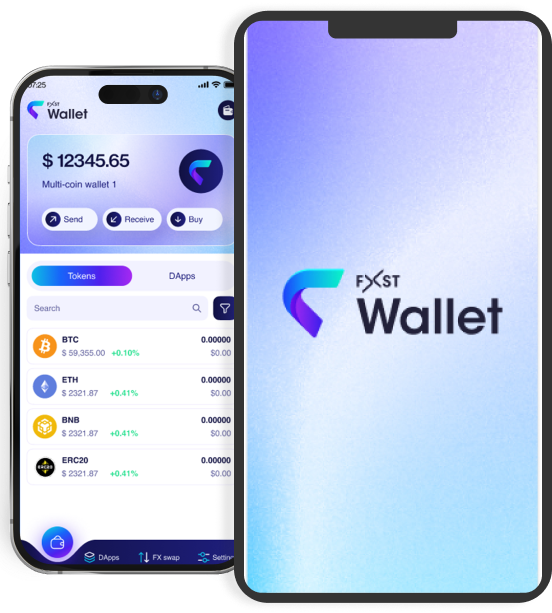 07:25
FXST
Wallet
$ 12345.65
Multi-coin wallet 1
Send
Receive
Buy
Tokens
DApps
Search
BTC
0.00000
$ 59,355.00 +0.10%
$0.00
ETH
0.00000
$ 2321.87 +0.41%
$0.00
BNB
0.00000
$ 2321.87 +0.41%
$0.00
ERC20
ERC20
0.00000
$ 2321.87 +0.41%
$0.00
DApps
FX swap
Setting
FXST
Wallet